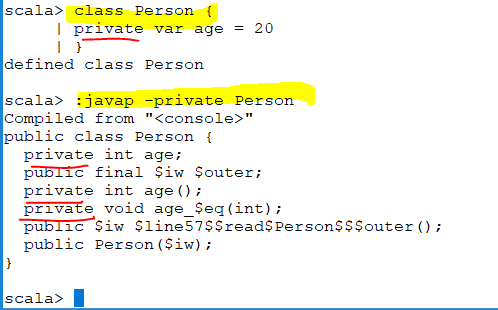 scala> class Person {
     | private var age = 20
     | }
defined class Person
scala> :javap -private Person
Compiled from "<console>"
public class Person {
  private int age;
  public final $iw $outer;
  private int age();
  private void age_$eq(int);
  public $iw $line57$$read$Person$$$outer();
  public Person($iw);
}
scala>